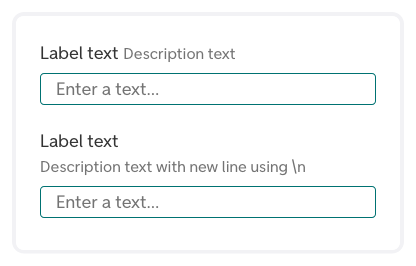 Label text Description text
Enter a text...
Label text
Description text with new line using \n
Enter a text...